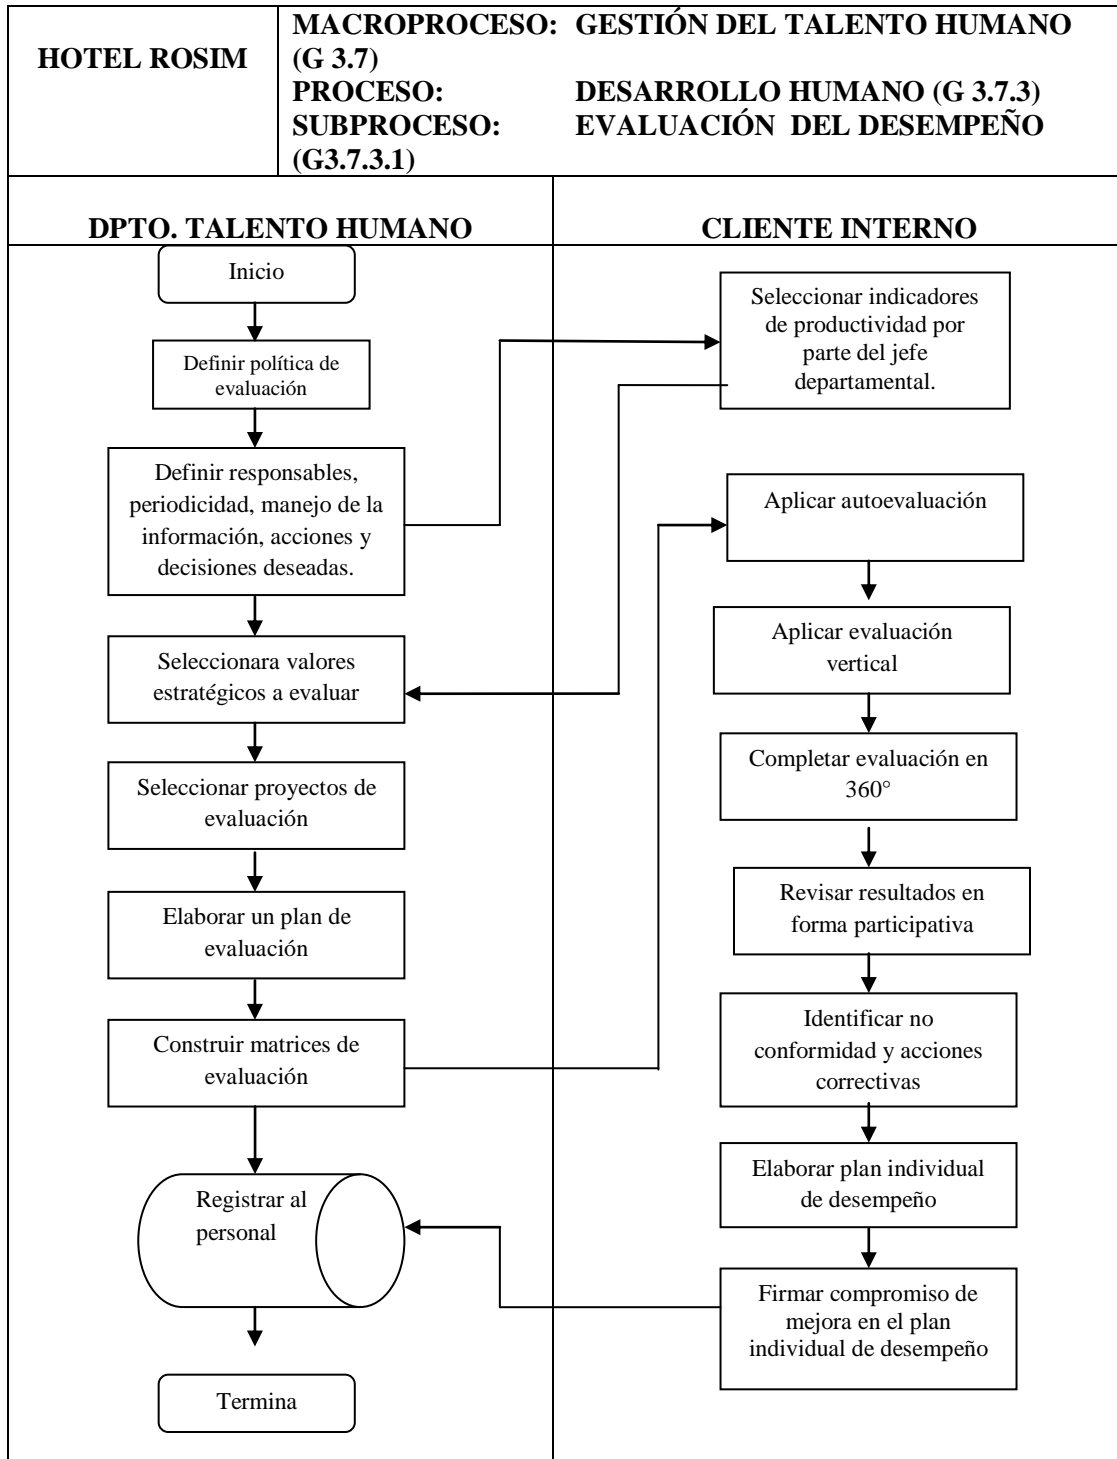 HOTEL ROSIM
MACROPROCESO: GESTIÓN DEL TALENTO HUMANO
(G 3.7)
PROCESO: DESARROLLO HUMANO (G 3.7.3)
SUBPROCESO: EVALUACIÓN DEL DESEMPEÑO
(G3.7.3.1)
DPTO. TALENTO HUMANO
Inicio
Definir política de
evaluación
Definir responsables,
periodicidad, manejo de la
información, acciones y
decisiones deseadas.
Seleccionara valores
estratégicos a evaluar
Seleccionar proyectos de
evaluación
Elaborar un plan de
evaluación
Construir matrices de
evaluación
Registrar al
personal
Termina
CLIENTE INTERNO
Seleccionar indicadores
de productividad por
parte del jefe
departamental.
Aplicar autoevaluación
Aplicar evaluación
vertical
Completar evaluación en
360°
Revisar resultados en
forma participativa
Identificar no
conformidad y acciones
correctivas
Elaborar plan individual
de desempeño
Firmar compromiso de
mejora en el plan
individual de desempeño